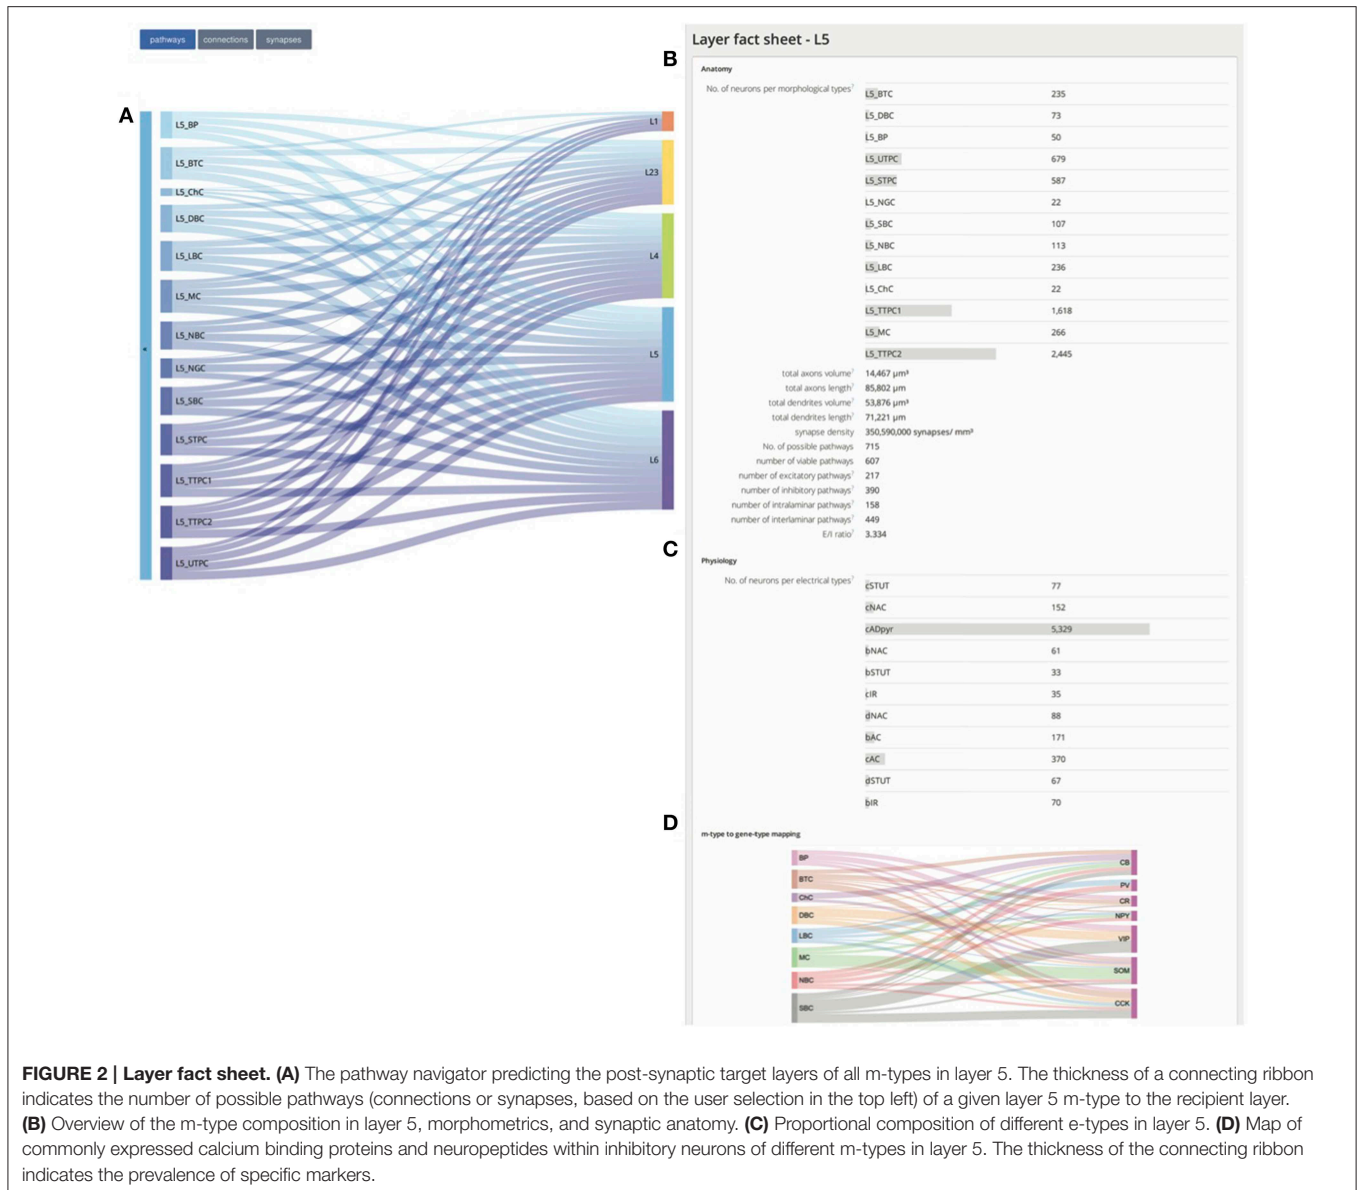 pathways connections synapses
A
L5_BP
L5_BTC
L5_ChC
L5_DBC
L5_LBC
L5_MC
L5_NBC
L5_NGC
L5_SBC
L5_STPC
L5_TTPC1
L5_TTPC2
L5_UTPC
L1
L23
L4
L5
L6
Layer fact sheet - L5
B
Anatomy
No. of neurons per morphological types?
L5_BTC 235
L5_DBC 73
L5_BP 50
L5_UTPC 679
L5_STPC 587
L5_NGC 22
L5_SBC 107
L5_NBC 113
L5_LBC 236
L5_ChC 22
L5_TTPC1 1,618
L5_MC 266
L5_TTPC2 2,445
total axons volume? 14,467 µm³
total axons length? 85,802 µm
total dendrites volume? 53,876 µm³
total dendrites length? 71,221 µm
synapse density 350,590,000 synapses/ mm³
No. of possible pathways 715
number of viable pathways 607
number of excitatory pathways? 217
number of inhibitory pathways? 390
number of intralaminar pathways? 158
number of interlaminar pathways? 449
E/I ratio? 3.334
C
Physiology
No. of neurons per electrical types?
cSTUT 77
cNAC 152
cADpyr 5,329
bNAC 61
bSTUT 33
cIR 35
dNAC 88
bAC 171
cAC 370
dSTUT 67
bIR 70
D
m-type to gene-type mapping
BP
BTC
ChC
DBC
LBC
MC
NBC
SBC
CB
PV
CR
NPY
VIP
SOM
CCK
FIGURE 2 | Layer fact sheet. (A) The pathway navigator predicting the post-synaptic target layers of all m-types in layer 5. The thickness of a connecting ribbon
indicates the number of possible pathways (connections or synapses, based on the user selection in the top left) of a given layer 5 m-type to the recipient layer.
(B) Overview of the m-type composition in layer 5, morphometrics, and synaptic anatomy. (C) Proportional composition of different e-types in layer 5. (D) Map of
commonly expressed calcium binding proteins and neuropeptides within inhibitory neurons of different m-types in layer 5. The thickness of the connecting ribbon
indicates the prevalence of specific markers.